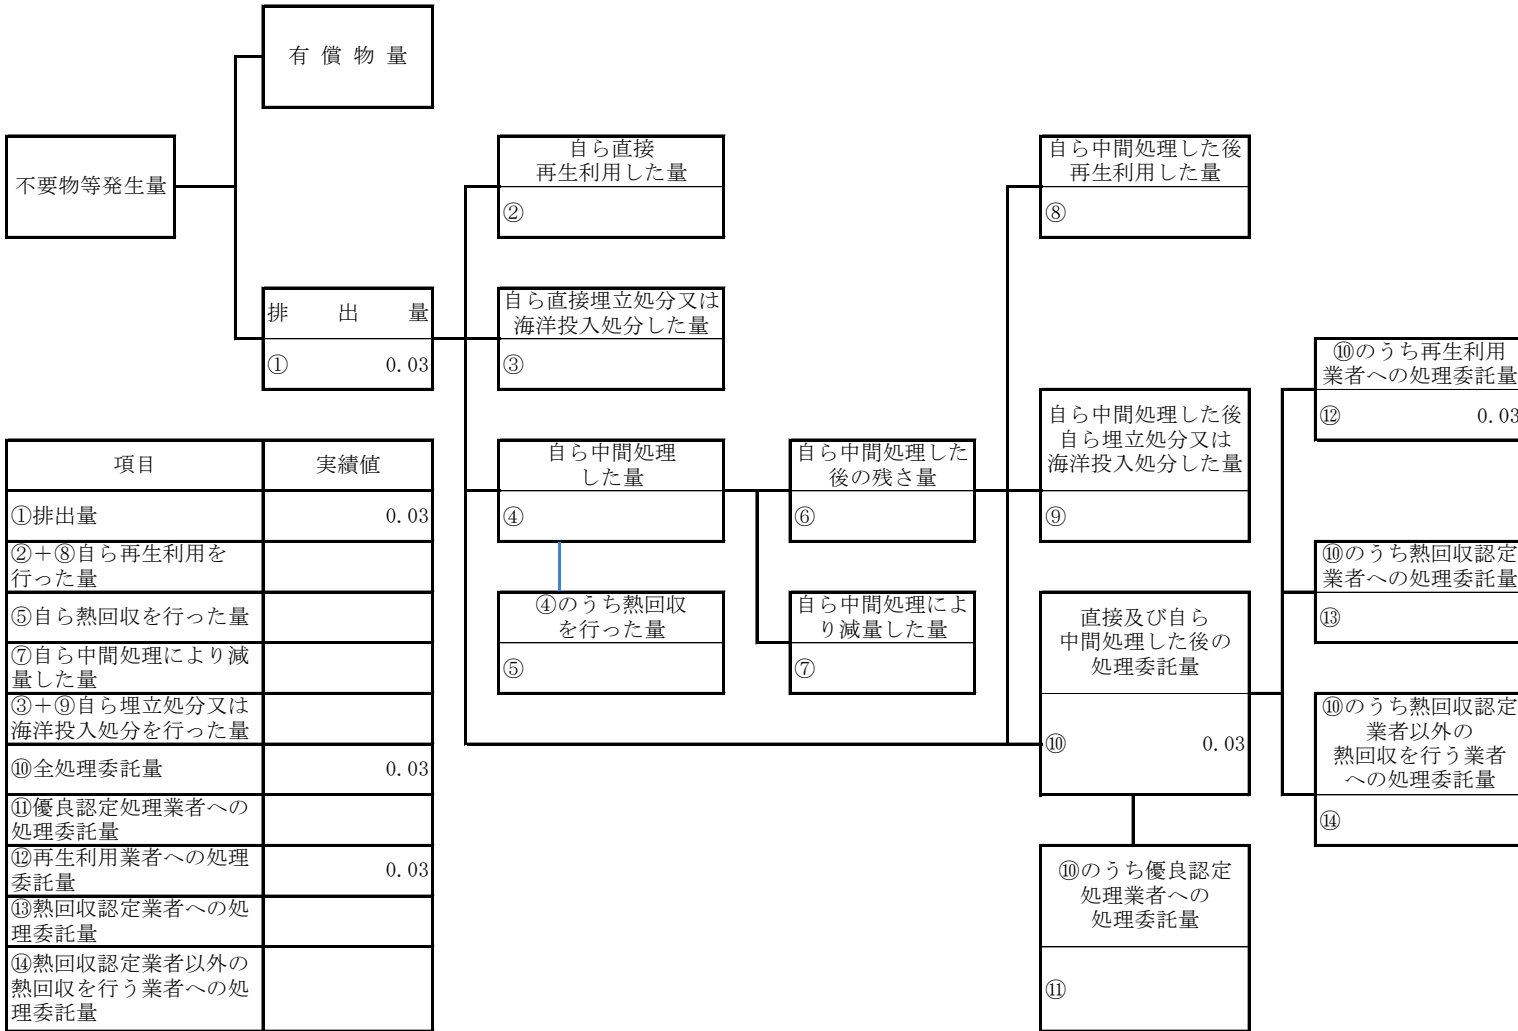 有 償 物 量
不要物等発生量
自ら直接
再生利用した量
②
自ら中間処理した後
再生利用した量
⑧
排 出 量
① 0.03
自ら直接埋立処分又は
海洋投入処分した量
③
⑩のうち再生利用
業者への処理委託量
⑫ 0.03
自ら中間処理した後
自ら埋立処分又は
海洋投入処分した量
⑨
自ら中間処理
した量
④
自ら中間処理した
後の残さ量
⑥
④のうち熱回収
を行った量
⑤
自ら中間処理によ
り減量した量
⑦
直接及び自ら
中間処理した後の
処理委託量
⑩ 0.03
⑩のうち熱回収認定
業者への処理委託量
⑬
⑩のうち熱回収認定
業者以外の
熱回収を行う業者
への処理委託量
⑭
⑩のうち優良認定
処理業者への
処理委託量
⑪
項目 実績値
①排出量 0.03
②＋⑧自ら再生利用を
行った量
⑤自ら熱回収を行った量
⑦自ら中間処理により減
量した量
③＋⑨自ら埋立処分又は
海洋投入処分を行った量
⑩全処理委託量 0.03
⑪優良認定処理業者への
処理委託量
⑫再生利用業者への処理
委託量 0.03
⑬熱回収認定業者への処
理委託量
⑭熱回収認定業者以外の
熱回収を行う業者への処
理委託量